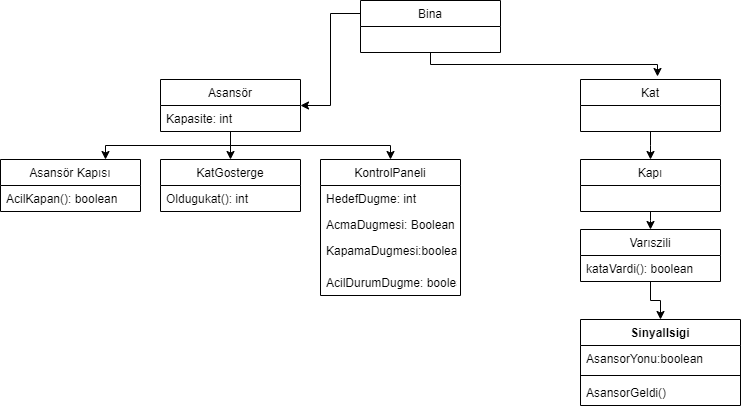 Bina
Asansör
Kapasite: int
Kat
Asansör Kapısı
AcilKapan(): boolean
KatGosterge
Oldugukat(): int
KontrolPaneli
HedefDugme: int
AcmaDugmesi: Boolean
KapamaDugmesi:boolea
AcilDurumDugme: boole
Kapı
Varıszili
kataVardi(): boolean
SinyalIsigi
AsansorYonu:boolean
AsansorGeldi()